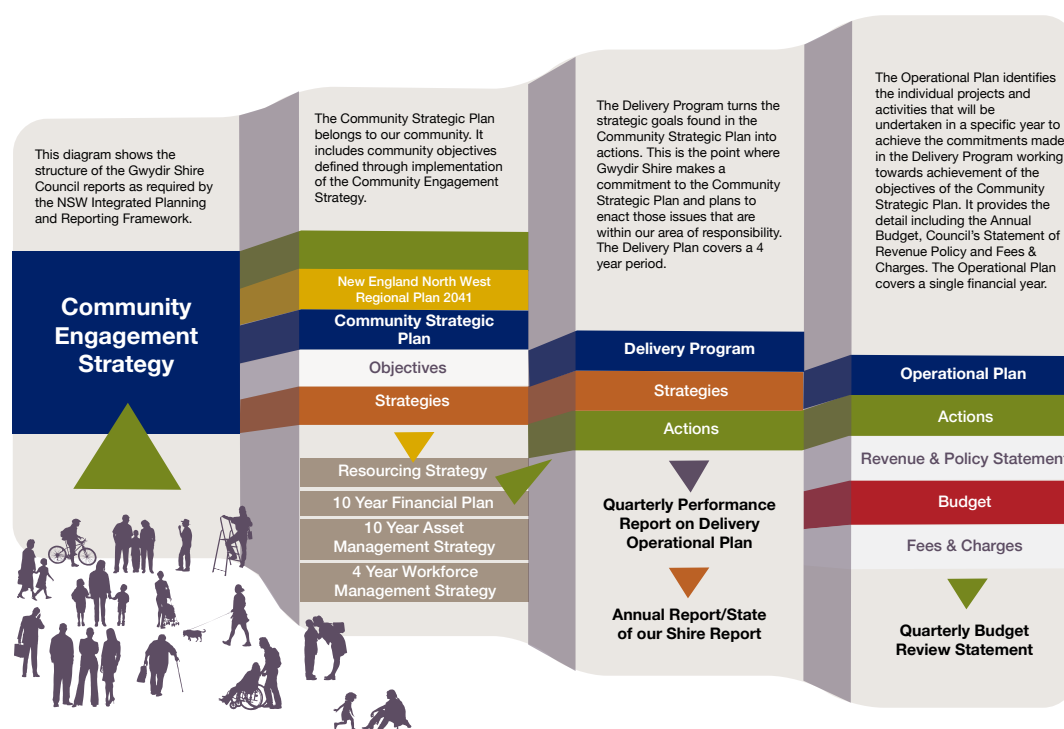 This diagram shows the
structure of the Gwydir Shire
Council reports as required by
the NSW Integrated Planning
and Reporting Framework.
Community
Engagement
Strategy
The Community Strategic Plan
belongs to our community. It
includes community objectives
defined through implementation
of the Community Engagement
Strategy.
New England North West
Regional Plan 2041
Community Strategic
Plan
Objectives
Strategies
Resourcing Strategy
10 Year Financial Plan
10 Year Asset
Management Strategy
4 Year Workforce
Management Strategy
The Delivery Program turns the
strategic goals found in the
Community Strategic Plan into
actions. This is the point where
Gwydir Shire makes a
commitment to the Community
Strategic Plan and plans to
enact those issues that are
within our area of responsibility.
The Delivery Plan covers a 4
year period.
Delivery Program
Strategies
Actions
Quarterly Performance
Report on Delivery
Operational Plan
Annual Report/State
of our Shire Report
The Operational Plan identifies
the individual projects and
activities that will be
undertaken in a specific year to
achieve the commitments made
in the Delivery Program working
towards achievement of the
objectives of the Community
Strategic Plan. It provides the
detail including the Annual
Budget, Council's Statement of
Revenue Policy and Fees &
Charges. The Operational Plan
covers a single financial year.
Operational Plan
Actions
Revenue & Policy Statement
Budget
Fees & Charges
Quarterly Budget
Review Statement